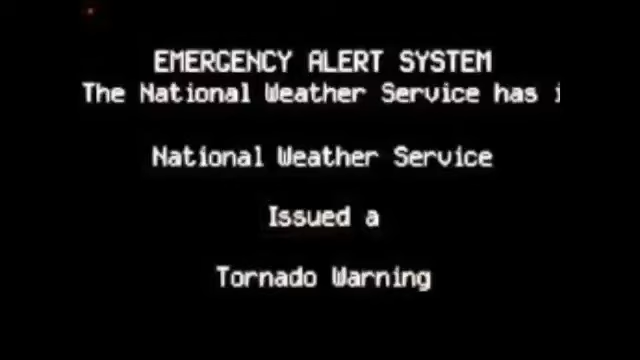 EMERGENCY ALERT SYSTEM
The National Weather Service has
National Weather Service
Issued a
Tornado Warning